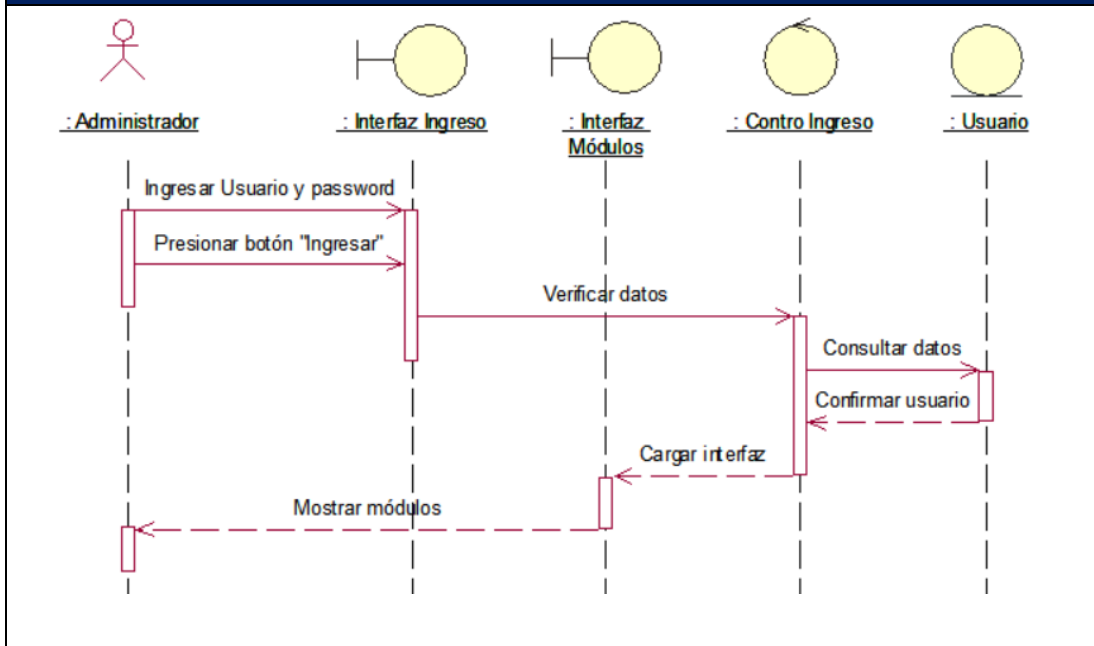 : Administrador
: Interfaz Ingreso
: Interfaz
Módulos
: Contro Ingreso
: Usuario
Ingresar Usuario y password
Presionar botón "Ingresar"
Verificar datos
Consultar datos
Confirmar usuario
Cargar interfaz
Mostrar módulos